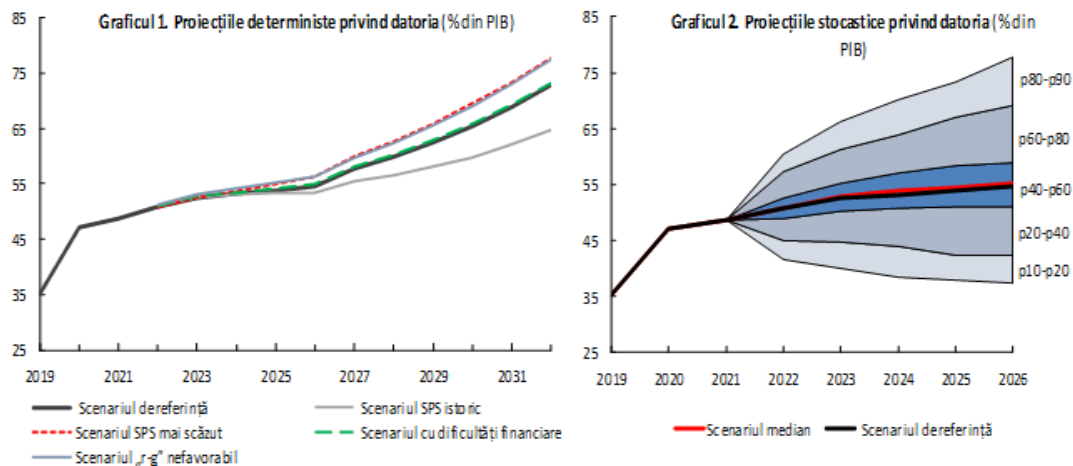 Graficul 1. Proiecțiile deterministe privind datoria (% din PIB)
85
75
65
55
45
35
25
2019 2021 2023 2025 2027 2029 2031
Scenariul de referință
Scenariul SPS istoric
Scenariul SPS mai scăzut
Scenariul cu dificultăți financiare
Scenariul „r-g” nefavorabil
Graficul 2. Proiecțiile stocastice privind datoria (% din
PIB)
85
75
65
55
45
35
25
p80-p90
p60-p80
p40-p60
p20-p40
p10-p20
2019 2020 2021 2022 2023 2024 2025 2026
Scenariul median
Scenariul de referință